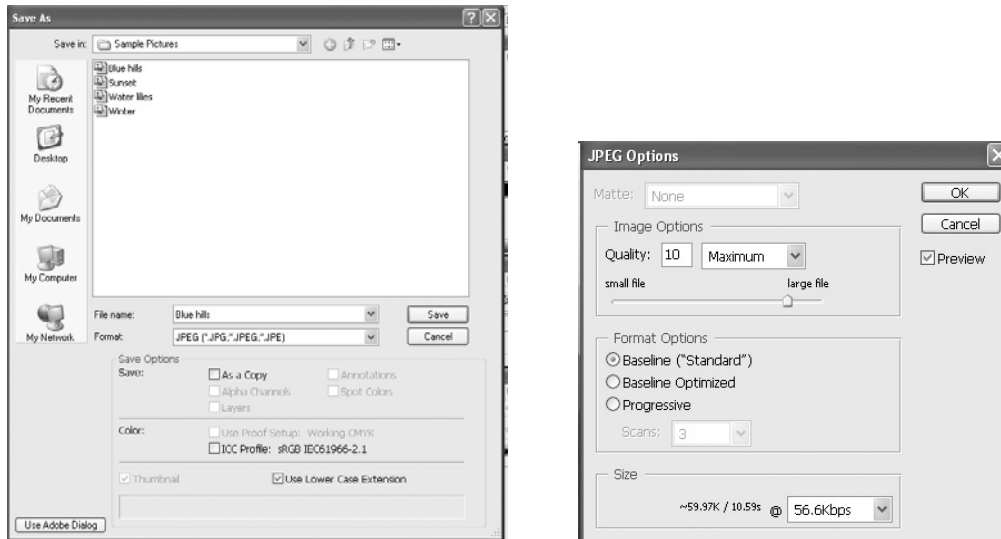 Save As
Save in:
Sample Pictures
My Recent
Documents
Desktop
My Documents
My Computer
My Network
Blue hills
Sunset
Water lilies
Winter
File name:
Blue hills
Save
Format:
JPEG (*.JPG;*.JPEG;*.JPE)
Cancel
Save Options
Save:
As a Copy
Annotations
Alpha Channels
Spot Colors
Layers
Color:
Use Proof Setup: Working CMYK
ICC Profile: sRGB IEC61966-2.1
Thumbnail
Use Lower Case Extension
Use Adobe Dialog
JPEG Options
Matte:
None
OK
Cancel
Preview
Image Options
Quality:
10
Maximum
small file
large file
Format Options
Baseline ("Standard")
Baseline Optimized
Progressive
Scans:
3
Size
~59.97K / 10.59s @ 56.6Kbps